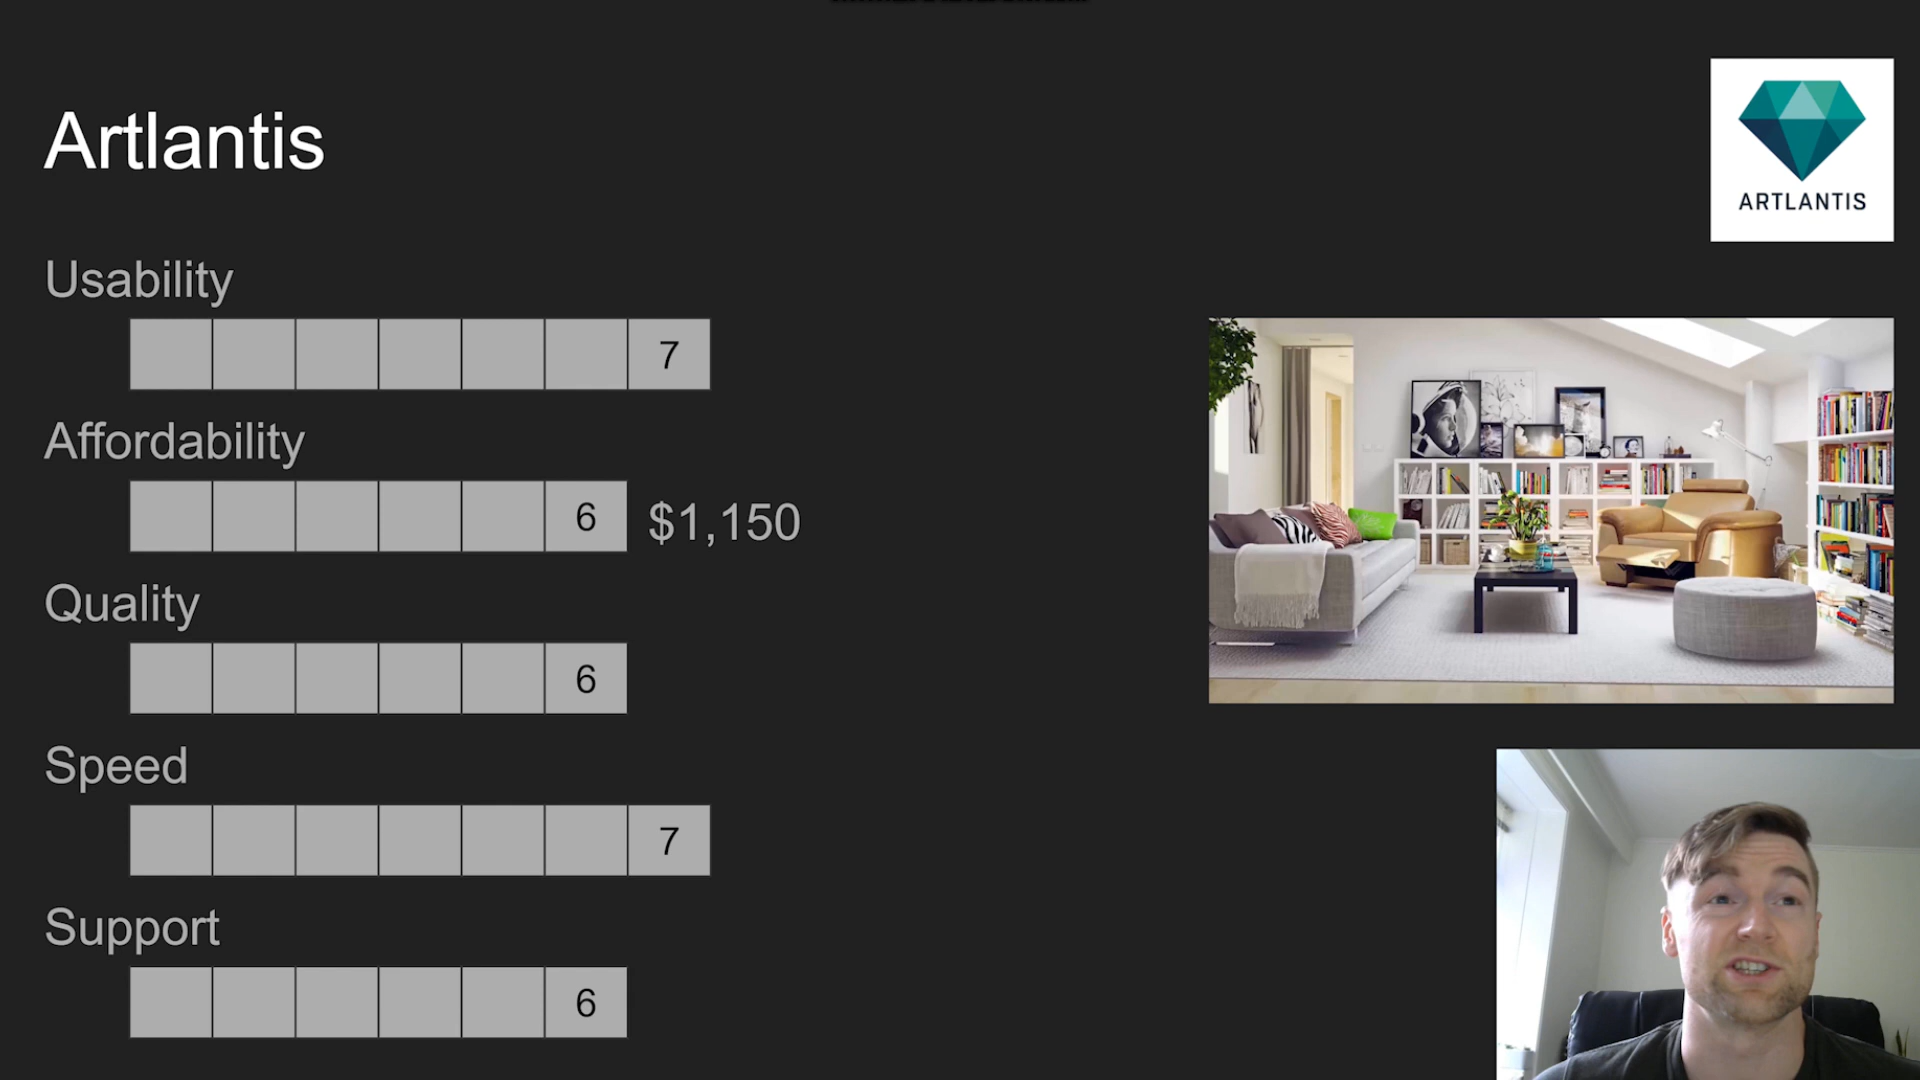 Artlantis
ARTLANTIS
Usability
7
Affordability
6 $1,150
Quality
6
Speed
7
Support
6